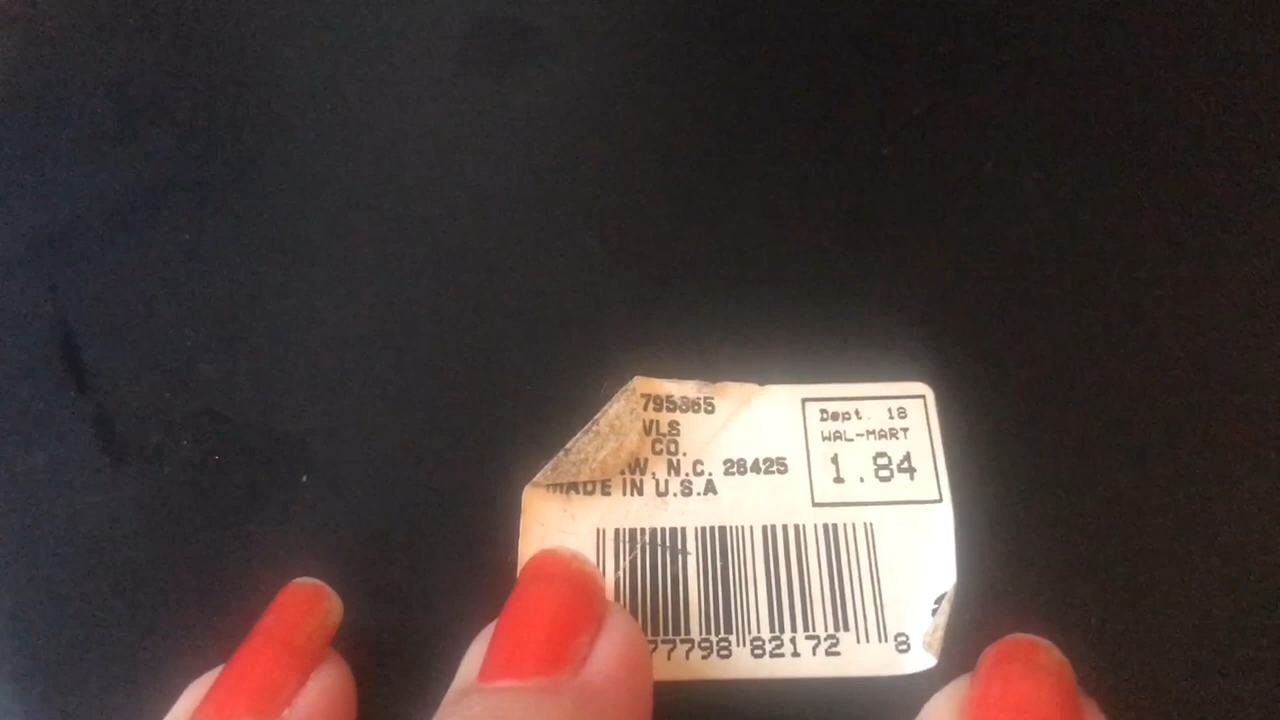 795865
VLS
CO.
.W, N.C. 28425
MADE IN U.S.A
Dept. 18
WAL-MART
1.84
77798 82172 8